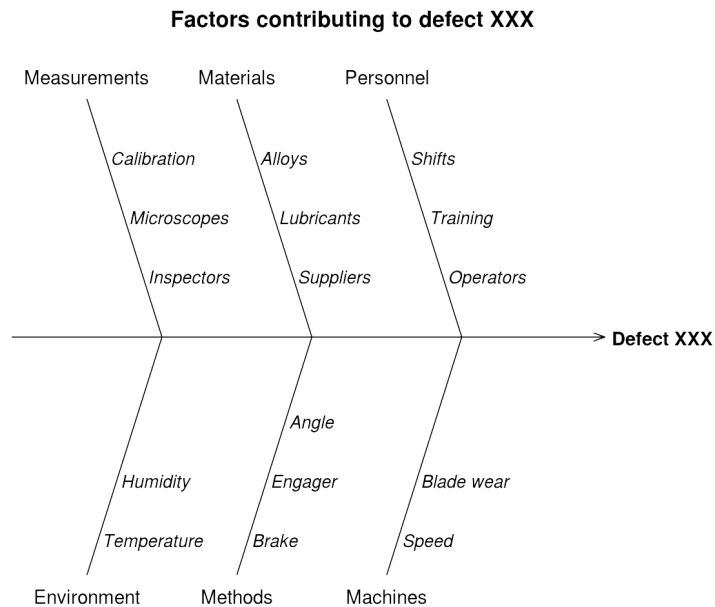 Factors contributing to defect XXX
Measurements
Materials
Personnel
Calibration
Alloys
Shifts
Microscopes
Lubricants
Training
Inspectors
Suppliers
Operators
Defect XXX
Angle
Humidity
Engager
Blade wear
Temperature
Brake
Speed
Environment
Methods
Machines